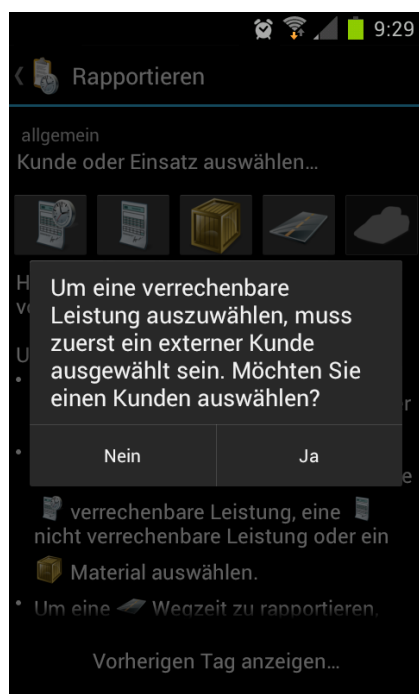 9:29
Rapportieren
allgemein
Kunde oder Einsatz auswählen...
H
Um eine verrechenbare
Leistung auszuwählen, muss
zuerst ein externer Kunde
ausgewählt sein. Möchten Sie
einen Kunden auswählen?
U
r
Nein Ja
e
verrechenbare Leistung, eine
nicht verrechenbare Leistung oder ein
Material auswählen.
• Um eine Wegzeit zu rapportieren,
Vorherigen Tag anzeigen...